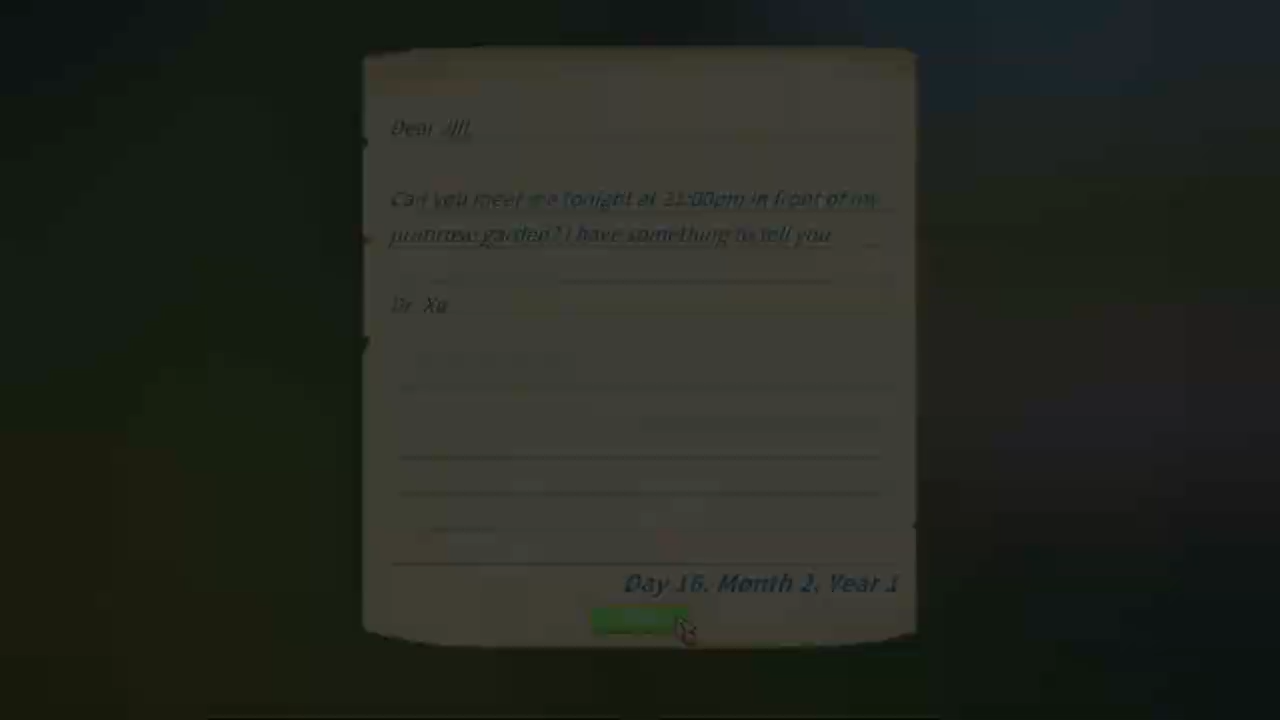 Dear Jill,
Can you meet me tonight at 11:00pm in front of my
primrose garden? I have something to tell you
Dr. Xu
Day 16, Month 2, Year 1